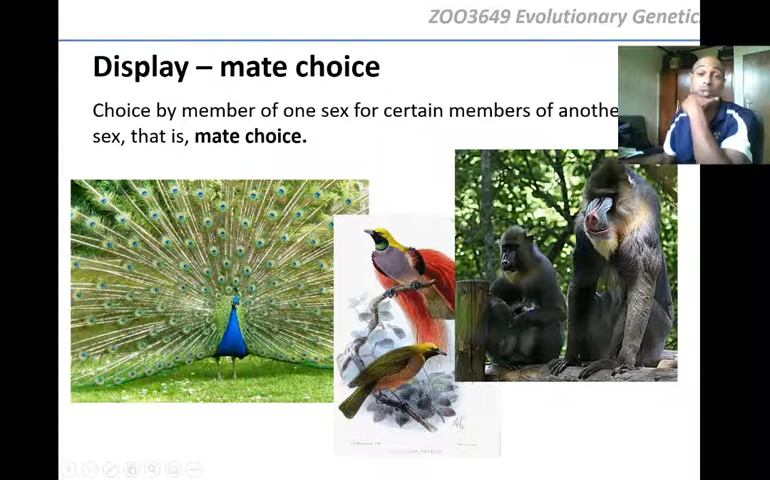 ZOO3649 Evolutionary Genetic
Display – mate choice
Choice by member of one sex for certain members of anothe
sex, that is, mate choice.